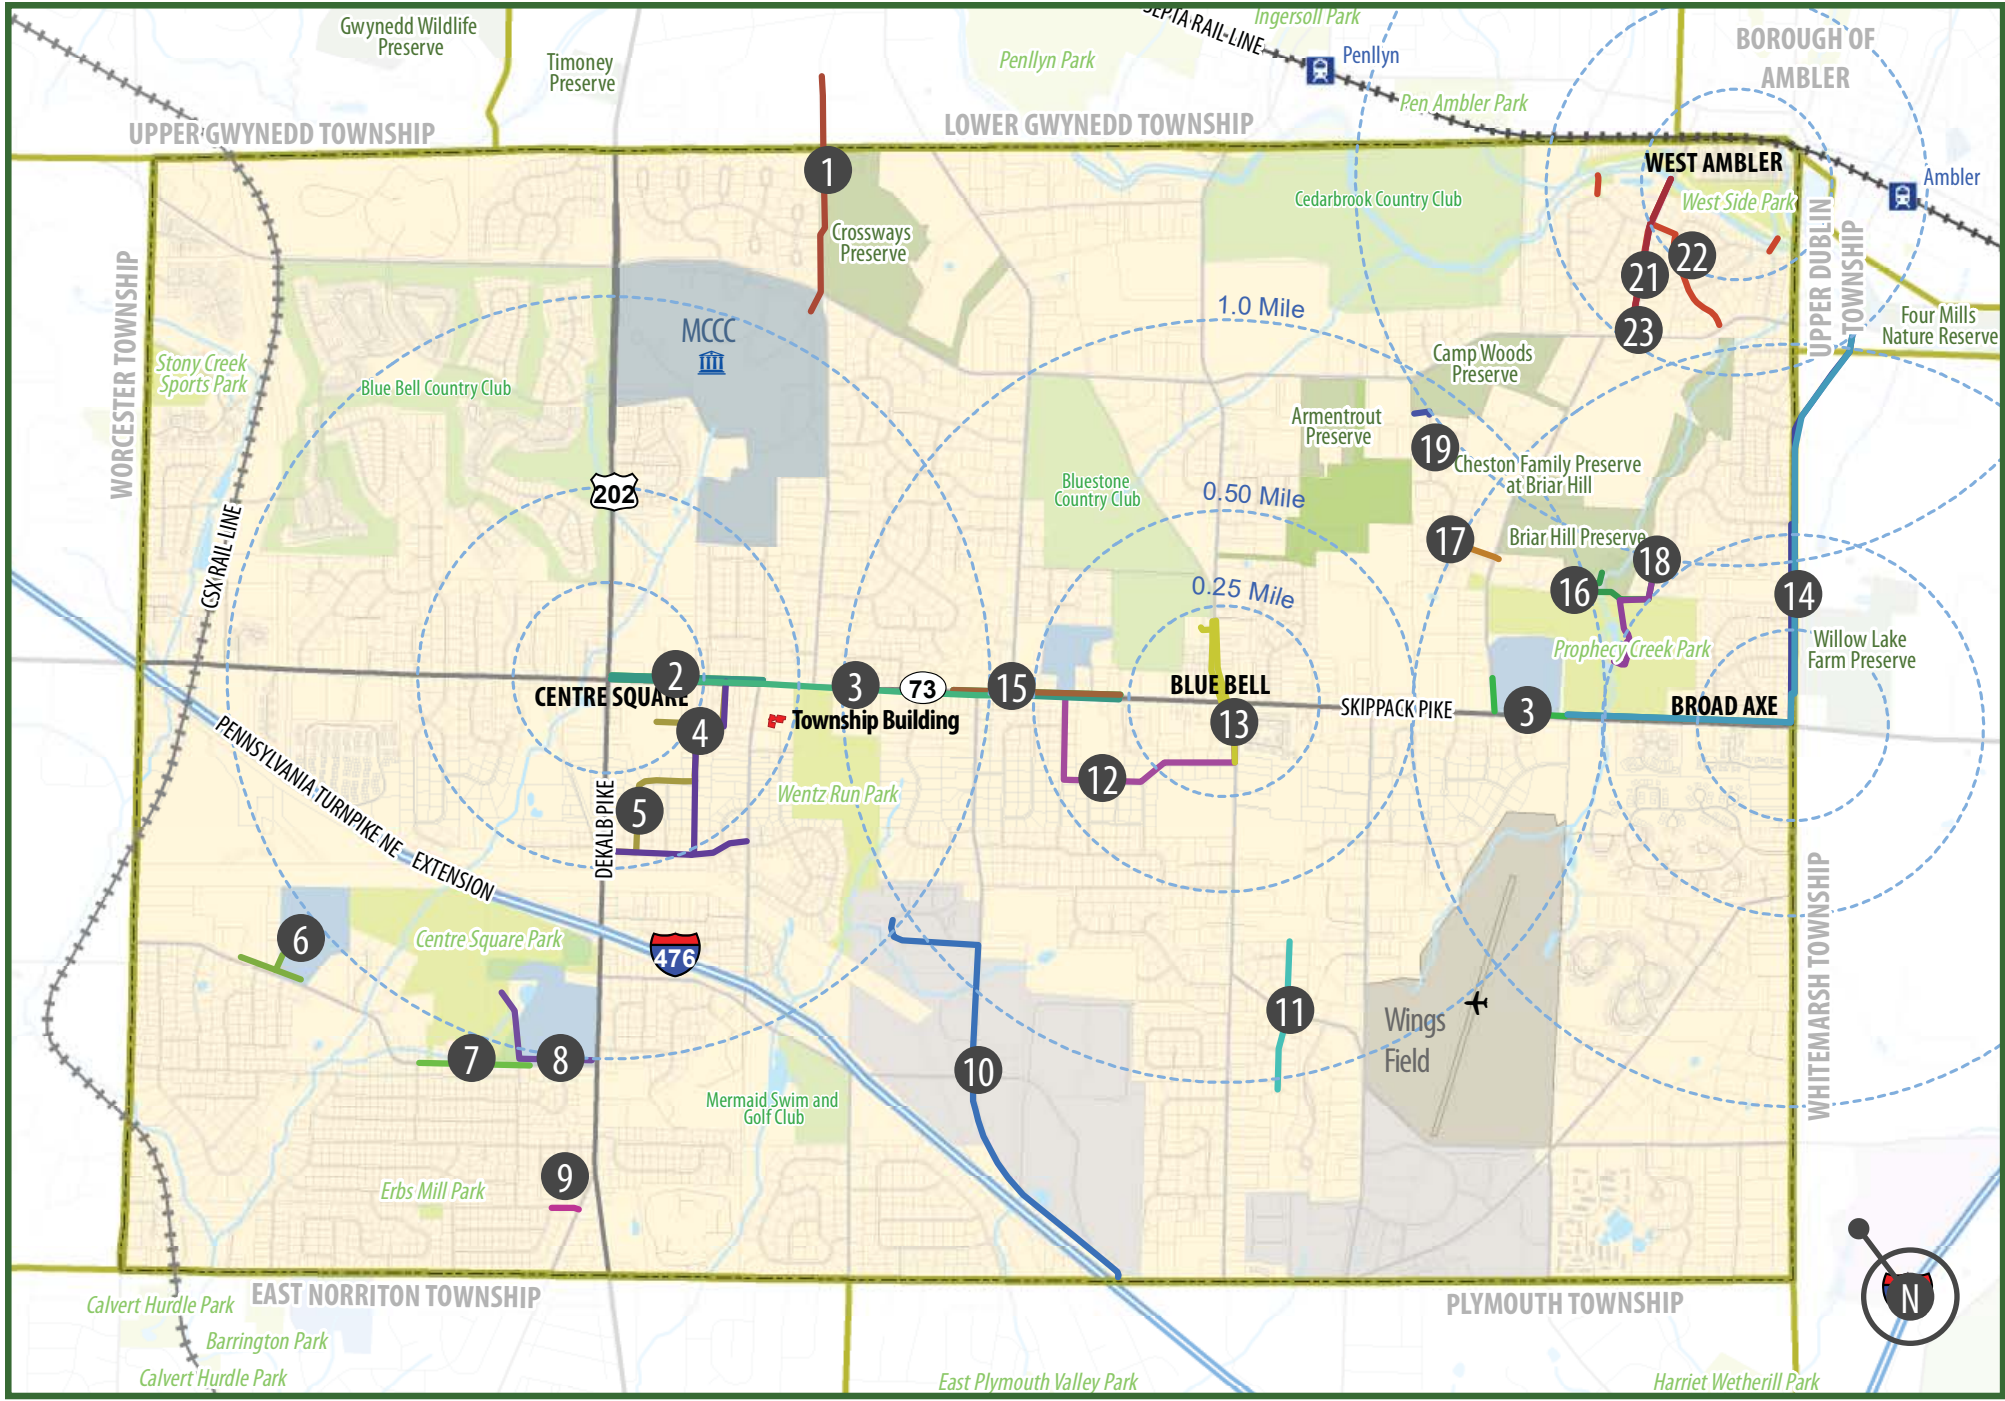 SEPTA RAIL-LINE
Ingersoll Park
Gwynedd Wildlife
Preserve
BOROUGH OF
AMBLER
Penllyn
Penllyn Park
Timoney
Preserve
Pen Ambler Park
UPPER GWYNEDD TOWNSHIP
LOWER GWYNEDD TOWNSHIP
WEST AMBLER
1
Ambler
Cedarbrook Country Club
West Side Park
Crossways
Preserve
UPPER DUBLIN
TOWNSHIP
22
21
WORCESTER TOWNSHIP
1.0 Mile
23
Four Mills
Nature Reserve
MCCC
Stony Creek
Sports Park
Blue Bell Country Club
Camp Woods
Preserve
Armentrout
Preserve
19
Cheston Family Preserve
at Briar Hill
202
Bluestone
Country Club
0.50 Mile
CSX RAIL-LINE
17
Briar Hill Preserve
18
16
14
0.25 Mile
Willow Lake
Farm Preserve
Prophecy Creek Park
2
CENTRE SQUARE
3
73
15
BLUE BELL
SKIPPACK PIKE
3
BROAD AXE
4
Township Building
13
PENNSYLVANIA TURNPIKE NE EXTENSION
12
Wentz Run Park
5
DEKALB PIKE
WHITEMARSH TOWNSHIP
6
Centre Square Park
476
11
Wings
Field
7
8
10
Mermaid Swim and
Golf Club
9
Erbs Mill Park
N
EAST NORRITON TOWNSHIP
PLYMOUTH TOWNSHIP
Calvert Hurdle Park
Barrington Park
Calvert Hurdle Park
East Plymouth Valley Park
Harriet Wetherill Park